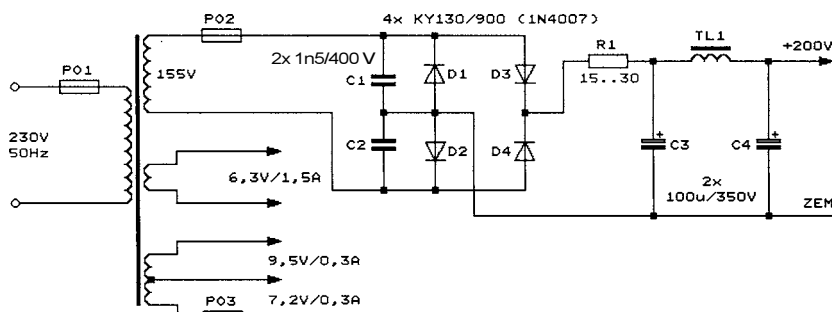 PO2
4x KY130/900 (1N4007)
TL1
+200V
R1
2x 1n5/400 V
PO1
155V
C1
D1
D3
15..30
230V
50Hz
C2
D2
D4
+
+
C3
C4
6,3V/1,5A
2x
100u/350V
ZEM
9,5V/0,3A
7,2V/0,3A
PO3